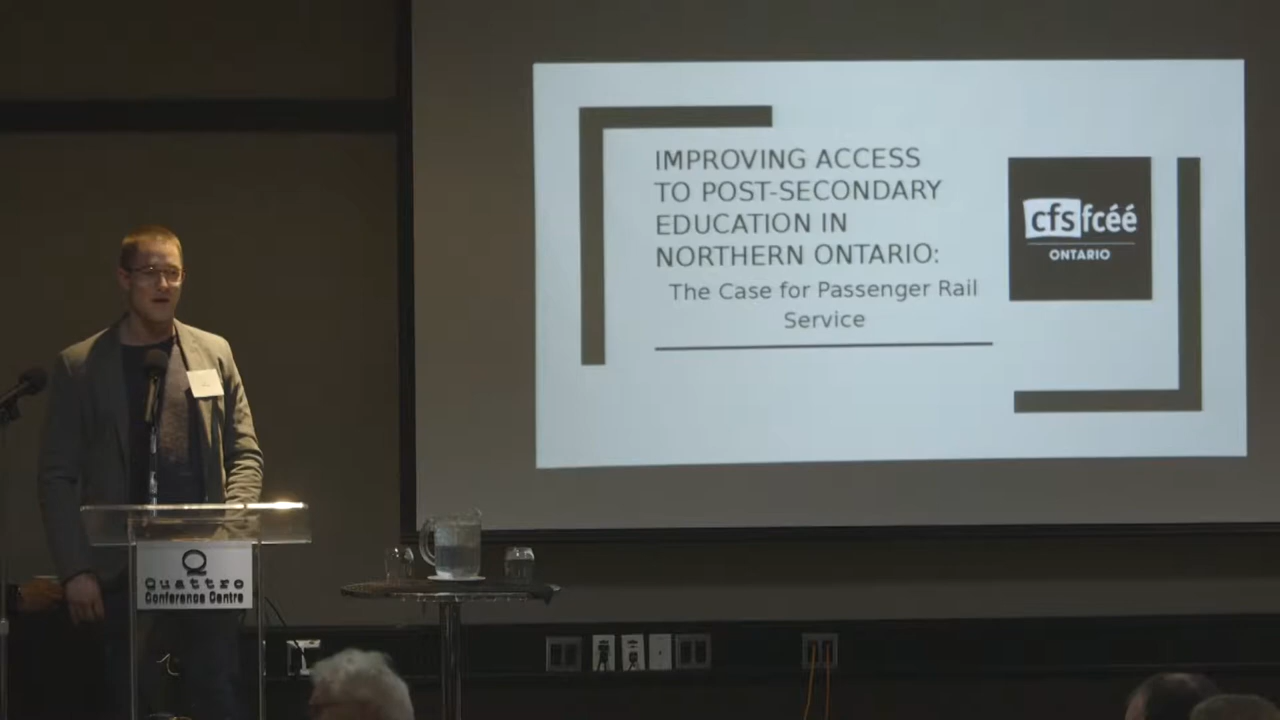 IMPROVING ACCESS
TO POST-SECONDARY
EDUCATION IN
NORTHERN ONTARIO:
The Case for Passenger Rail
Service
cfs fcéé
ONTARIO
Quattro
Conference Centre